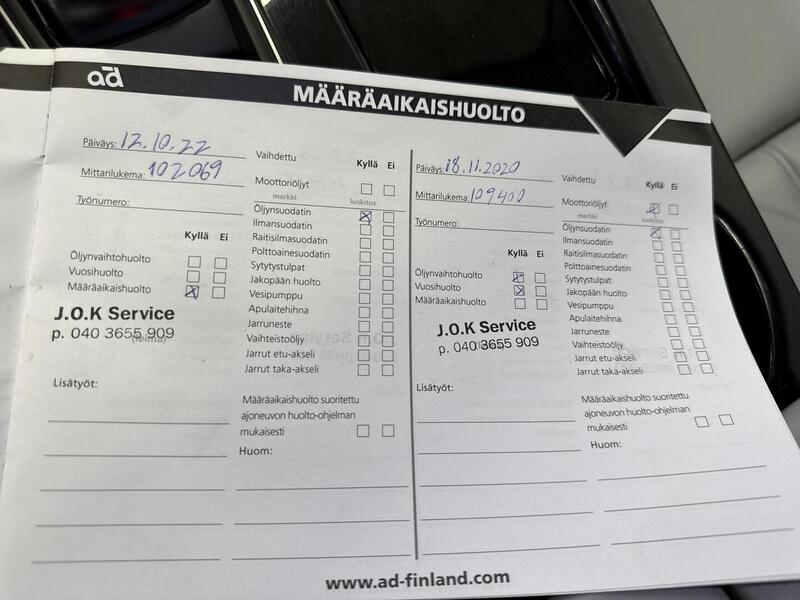 ad
MÄÄRÄAIKAISHUOLTO
Päiväys: 12.10.22
Mittarilukema: 102069
Työnumero:
Kyllä Ei
Öljynvaihtohuolto
Vuosihuolto
Määräaikaishuolto
J.O.K Service
p. 040 3655 909
(leima)
Lisätyöt:
Vaihdettu Kyllä Ei
Moottoriöljyt
merkki luokitus
Öljynsuodatin
Ilmansuodatin
Raitisilmasuodatin
Polttoainesuodatin
Sytytystulpat
Jakopään huolto
Vesipumppu
Apulaitehihna
Jarruneste
Vaihteistoöljy
Jarrut etu-akseli
Jarrut taka-akseli
Määräaikaishuolto suoritettu
ajoneuvon huolto-ohjelman
mukaisesti
Huom:
Päiväys: 18.11.2020
Mittarilukema: 109400
Työnumero:
Kyllä Ei
Öljynvaihtohuolto
Vuosihuolto
Määräaikaishuolto
J.O.K Service
p. 040 3655 909
Lisätyöt:
Vaihdettu Kyllä Ei
Moottoriöljyt
merkki luokitus
Öljynsuodatin
Ilmansuodatin
Raitisilmasuodatin
Polttoainesuodatin
Sytytystulpat
Jakopään huolto
Vesipumppu
Apulaitehihna
Jarruneste
Vaihteistoöljy
Jarrut etu-akseli
Jarrut taka-akseli
Määräaikaishuolto suoritettu
ajoneuvon huolto-ohjelman
mukaisesti
Huom:
www.ad-finland.com